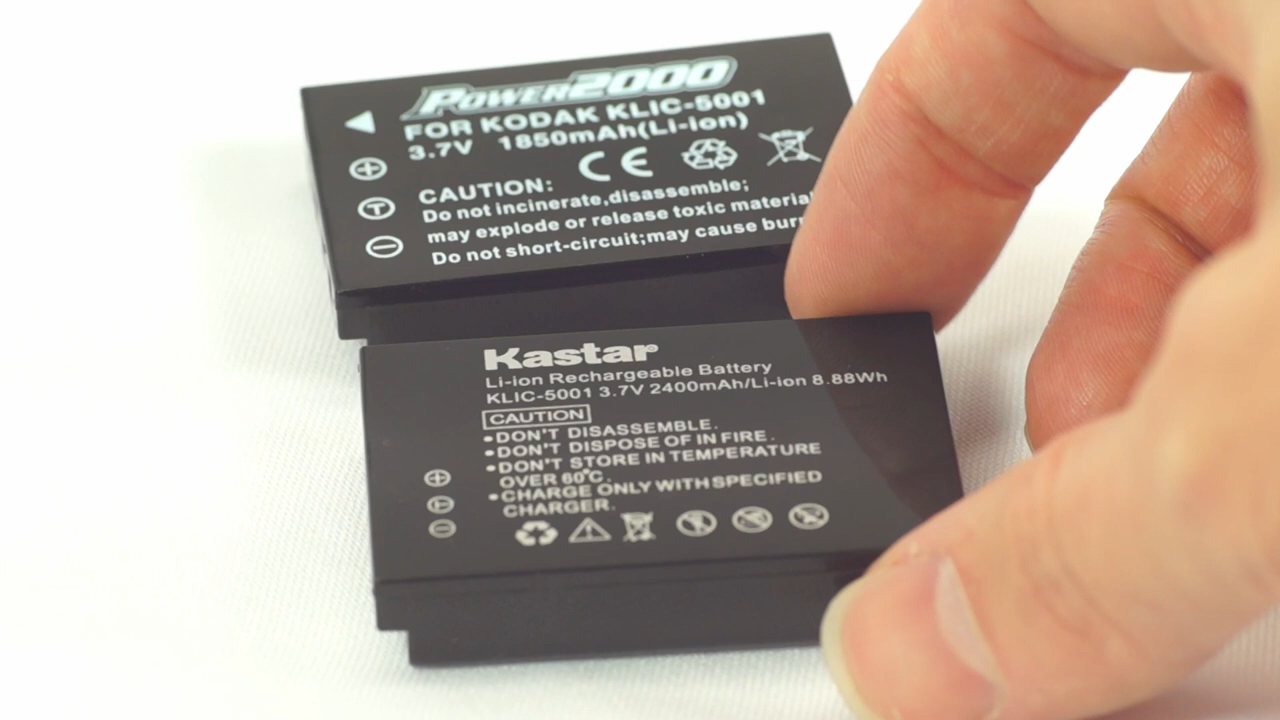 POWER2000
FOR KODAK KLIC-5001
3.7V 1850mAh(Li-ion)
CE
CAUTION:
Do not incinerate,disassemble;
may explode or release toxic material
Do not short-circuit;may cause
T
Kastar
Li-ion Rechargeable Battery
KLIC-5001 3.7V 2400mAh/Li-ion 8.88Wh
CAUTION
•DON'T DISASSEMBLE.
•DON'T DISPOSE OF IN FIRE.
•DON'T STORE IN TEMPERATURE
OVER 60°C.
•CHARGE ONLY WITH SPECIFIED
CHARGER.